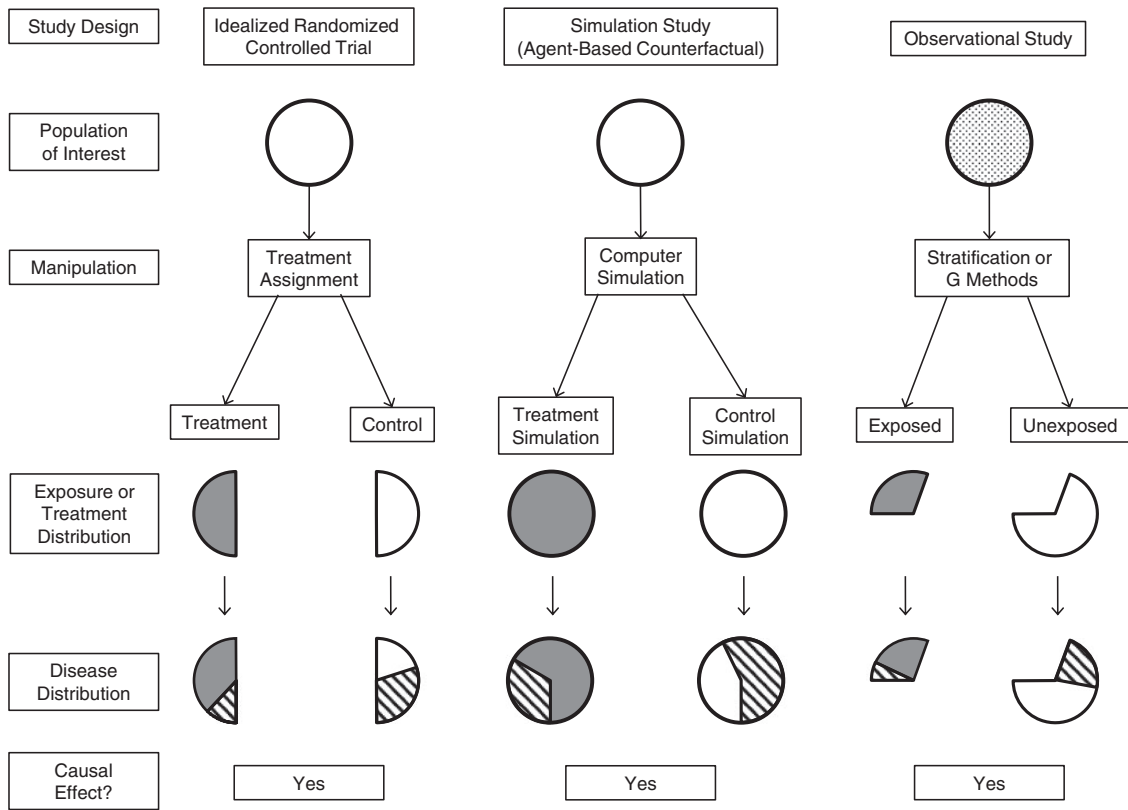 Study Design
Idealized Randomized
Controlled Trial
Simulation Study
(Agent-Based Counterfactual)
Observational Study
Population
of Interest
Manipulation
Treatment
Assignment
Computer
Simulation
Stratification or
G Methods
Treatment
Control
Treatment
Simulation
Control
Simulation
Exposed
Unexposed
Exposure or
Treatment
Distribution
Disease
Distribution
Causal
Effect?
Yes
Yes
Yes